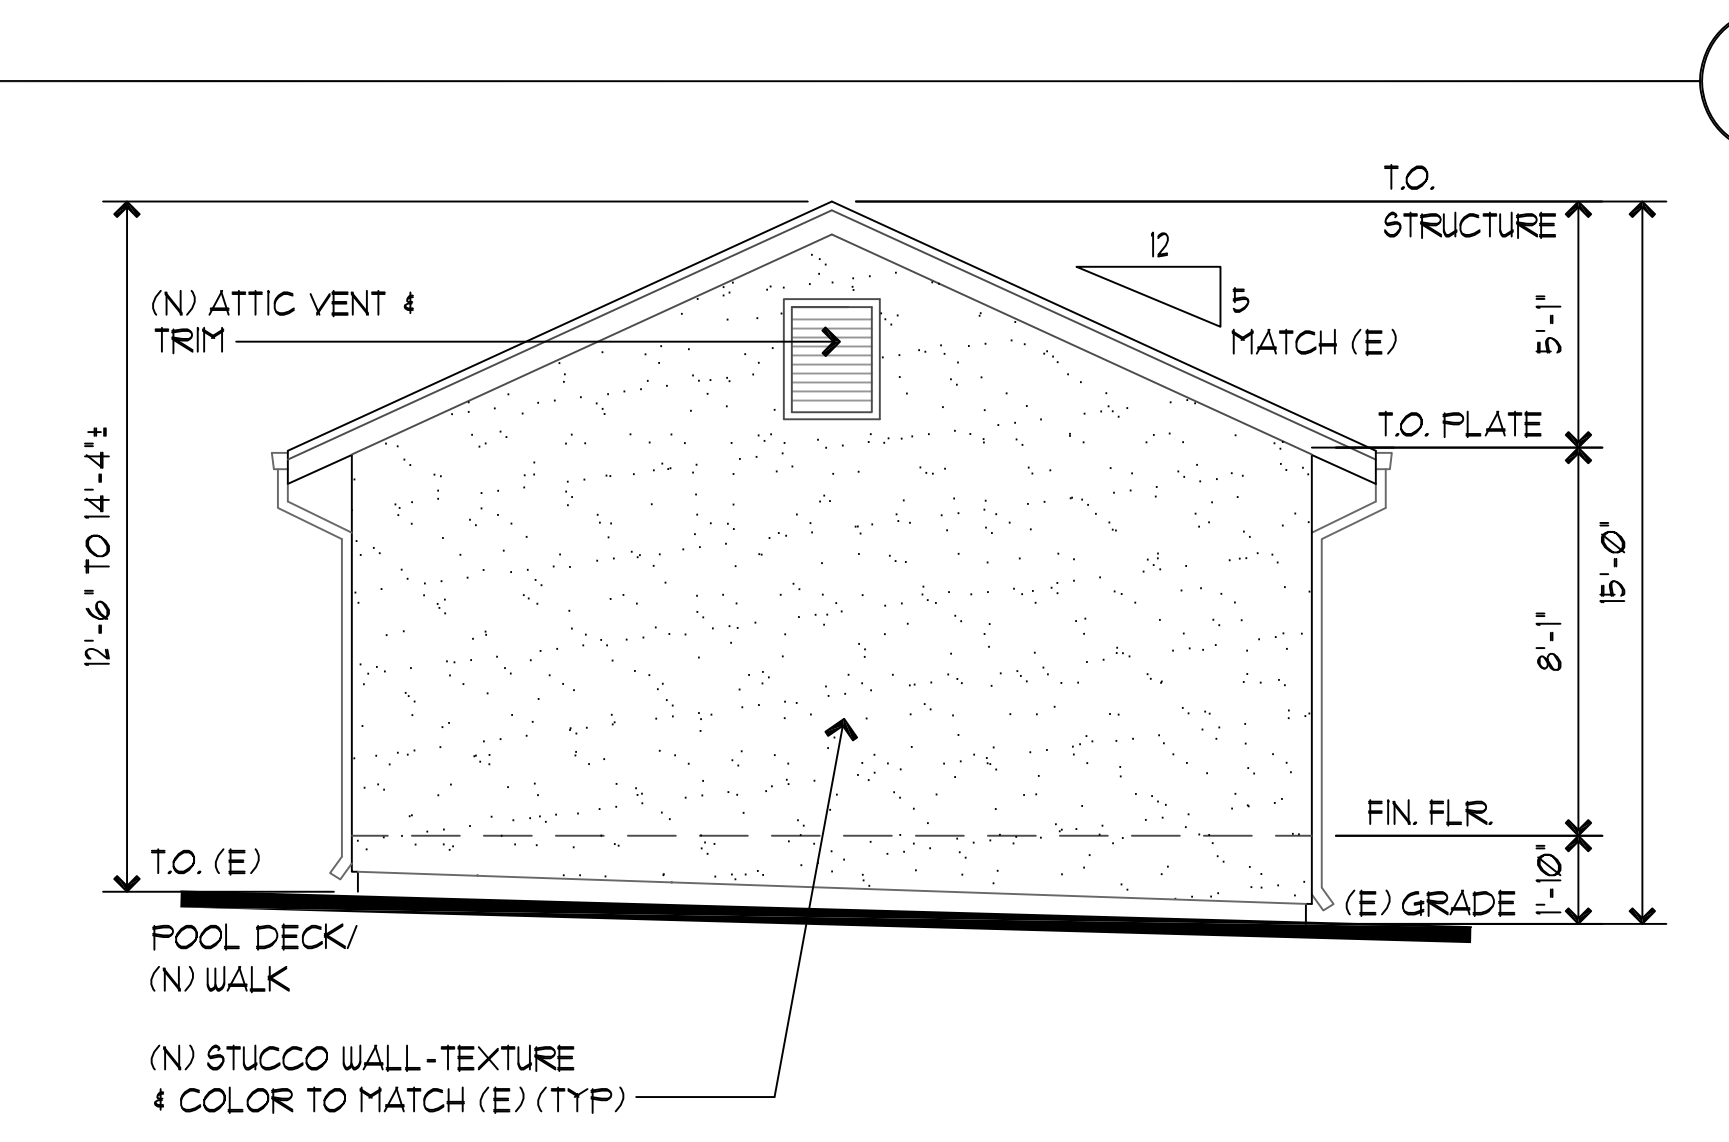 T.O.
STRUCTURE
12
5
MATCH (E)
(N) ATTIC VENT &
TRIM
5'-1"
T.O. PLATE
12'-6" TO 14'-4"±
15'-0"
8'-1"
FIN. FLR.
T.O. (E)
1'-10"
(E) GRADE
POOL DECK/
(N) WALK
(N) STUCCO WALL-TEXTURE
& COLOR TO MATCH (E) (TYP)